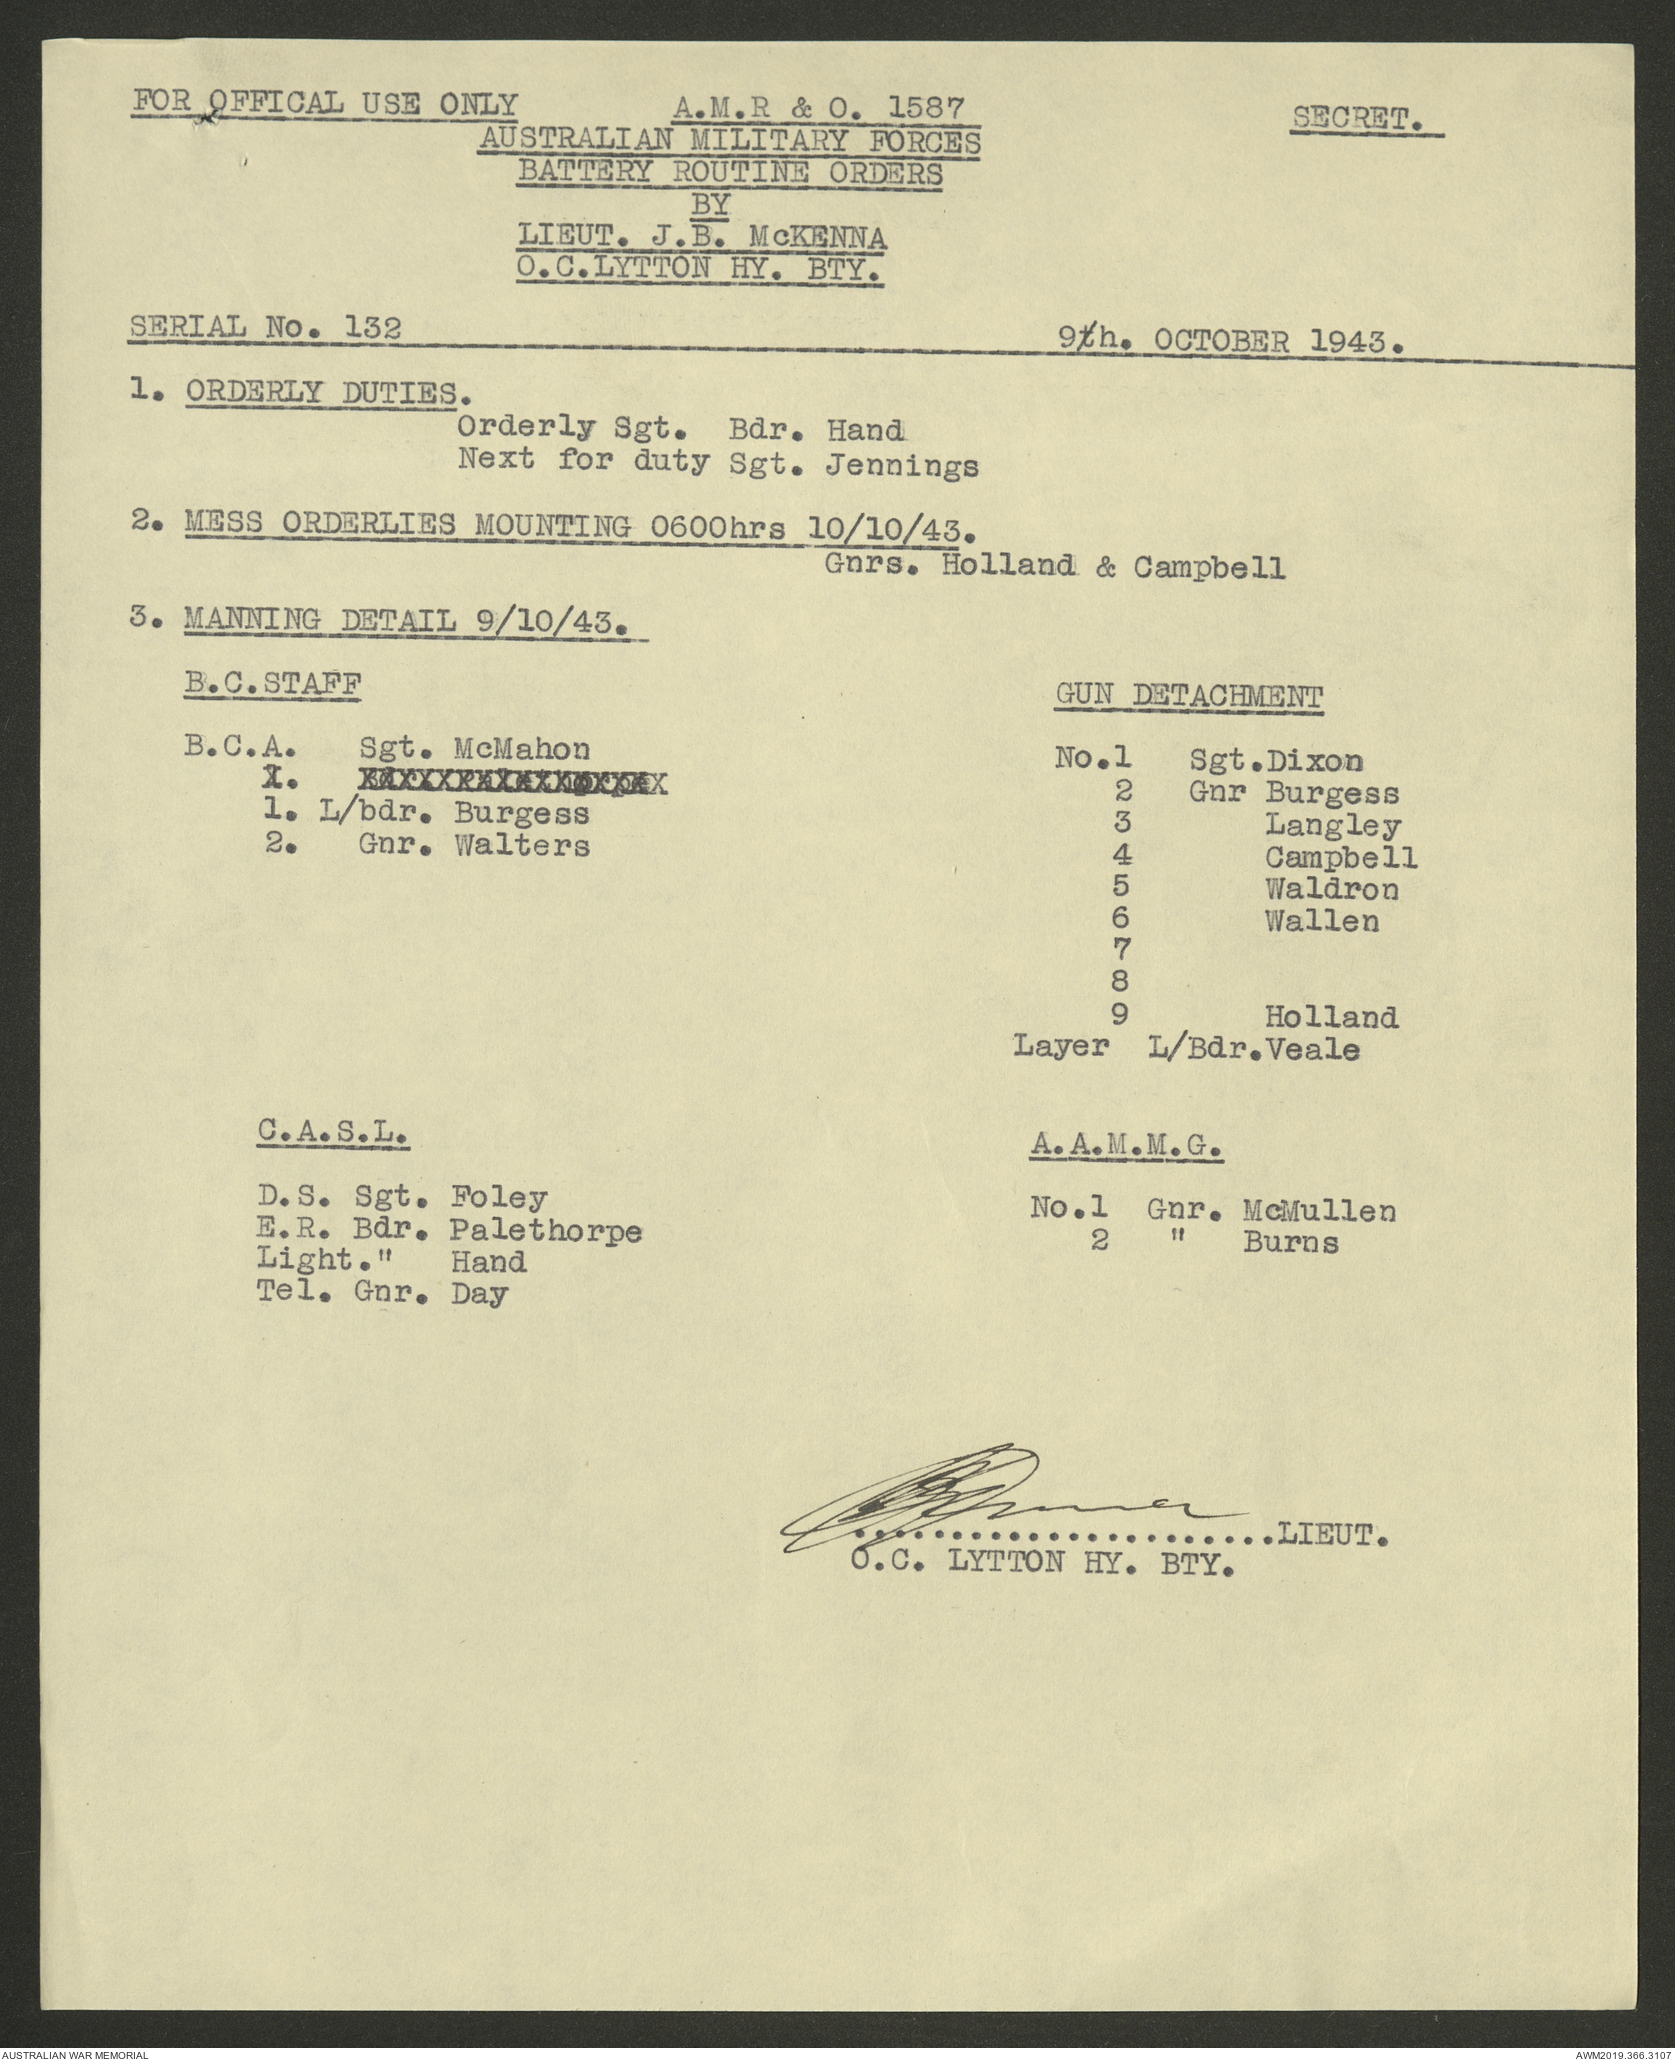 FOR OFFICAL USE ONLY A.M.R & O. 1587 SECRET.
AUSTRALIAN MILITARY FORCES
BATTERY ROUTINE ORDERS
BY
LIEUT. J.B. McKENNA
O.C.LYTTON HY. BTY.
SERIAL No. 132 9th. OCTOBER 1943.
1. ORDERLY DUTIES.
Orderly Sgt. Bdr. Hand
Next for duty Sgt. Jennings
2. MESS ORDERLIES MOUNTING 0600hrs 10/10/43.
Gnrs. Holland & Campbell
3. MANNING DETAIL 9/10/43.
B.C.STAFF
B.C.A. Sgt. McMahon
1.
1. L/bdr. Burgess
2. Gnr. Walters
GUN DETACHMENT
No.1 Sgt.Dixon
2 Gnr Burgess
3 Langley
4 Campbell
5 Waldron
6 Wallen
7
8
9 Holland
Layer L/Bdr.Veale
C.A.S.L.
D.S. Sgt. Foley
E.R. Bdr. Palethorpe
Light." Hand
Tel. Gnr. Day
A.A.M.M.G.
No.1 Gnr. McMullen
2 " Burns
......................LIEUT.
O.C. LYTTON HY. BTY.
AUSTRALIAN WAR MEMORIAL AWM2019.366.3107